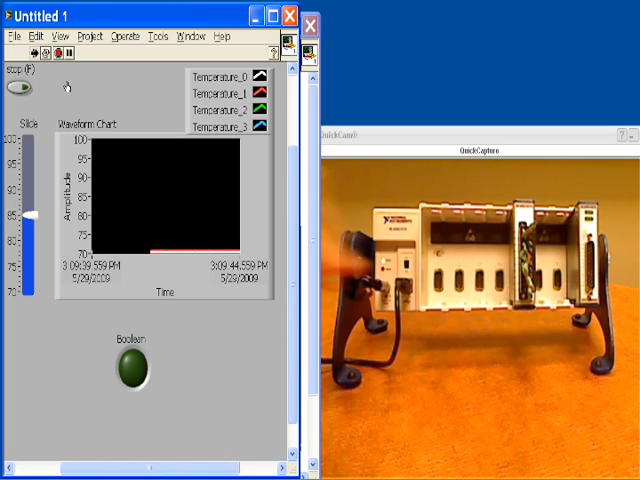 Untitled 1
File Edit View Project Operate Tools Window Help
stop (F)
Temperature_0
Temperature_1
Temperature_2
Temperature_3
Slide
Waveform Chart
100-
95-
90-
85-
80-
75-
70-
100-
95-
90-
85-
80-
75-
70-
Amplitude
3:09:39.559 PM
5/29/2009
3:09:44.559 PM
5/29/2009
Time
Boolean
QuickCam®
QuickCapture
NATIONAL
INSTRUMENTS